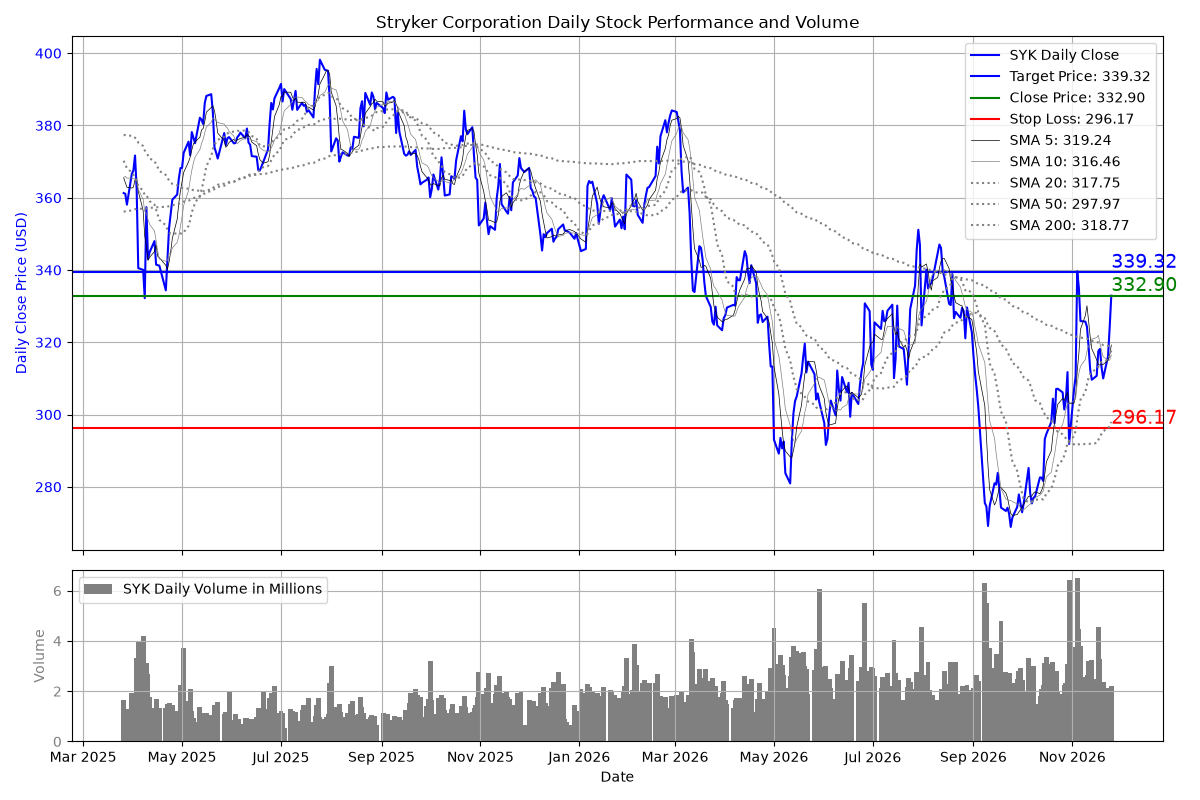 Stryker Corporation Daily Stock Performance and Volume
Daily Close Price (USD)
400
380
360
340
320
300
280
SYK Daily Close
Target Price: 339.32
Close Price: 332.90
Stop Loss: 296.17
SMA 5: 319.24
SMA 10: 316.46
SMA 20: 317.75
SMA 50: 297.97
SMA 200: 318.77
339.32
332.90
296.17
SYK Daily Volume in Millions
Volume
6
4
2
0
Mar 2025 May 2025 Jul 2025 Sep 2025 Nov 2025 Jan 2026 Mar 2026 May 2026 Jul 2026 Sep 2026 Nov 2026
Date